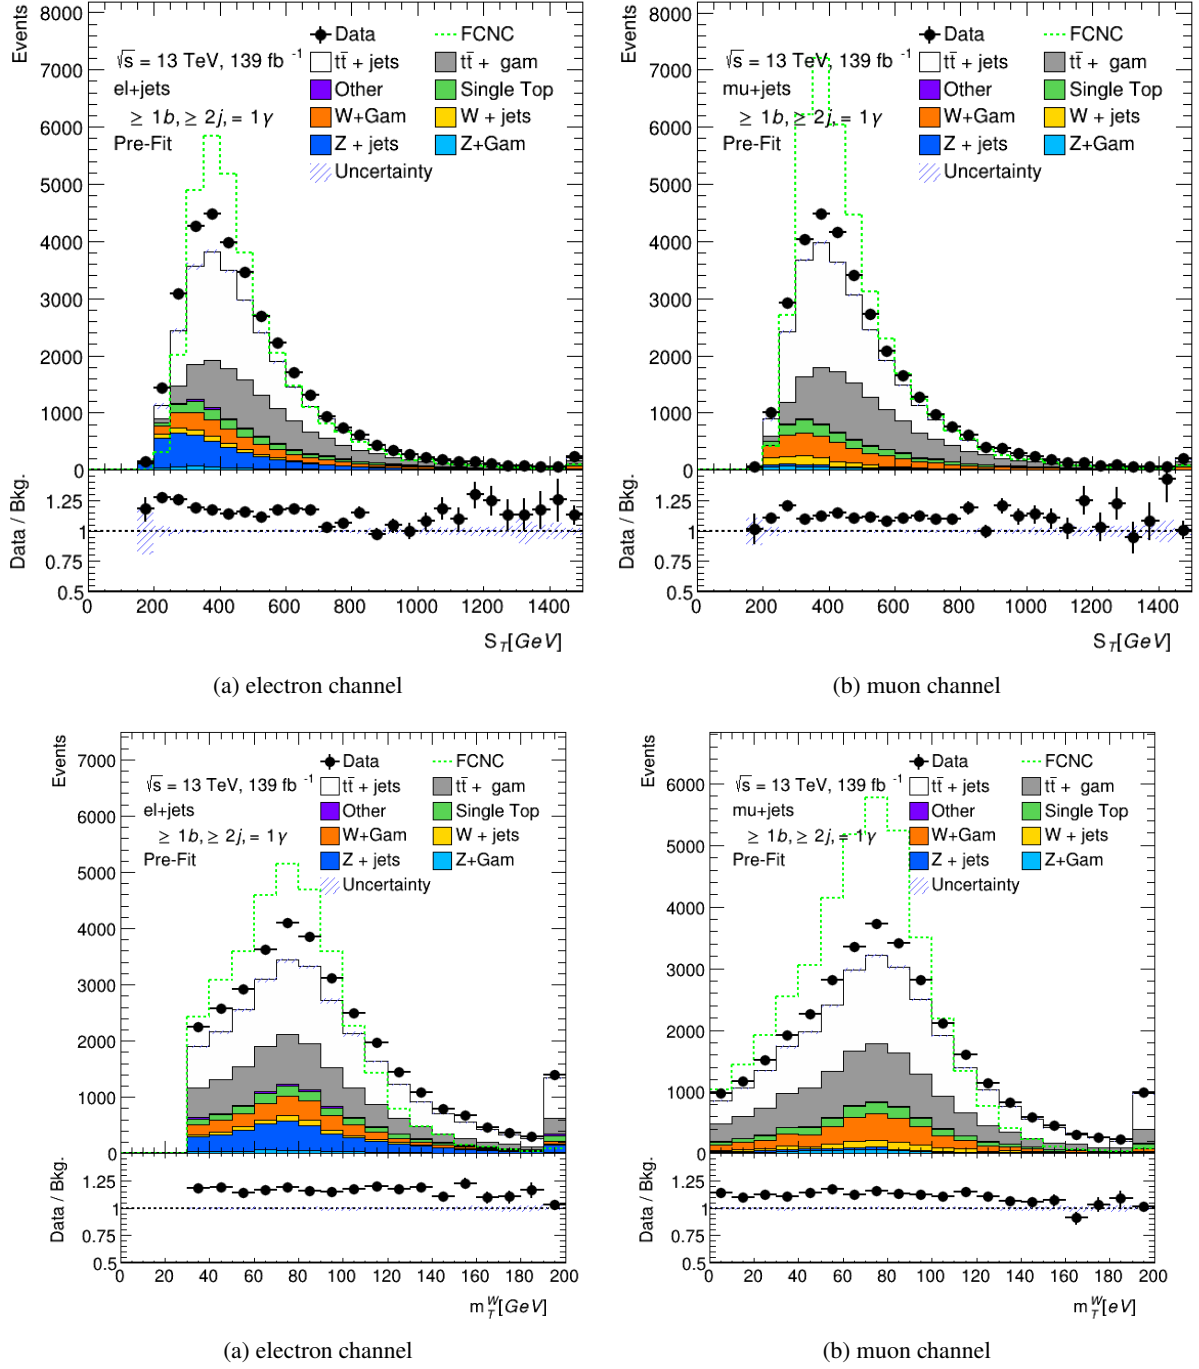 Events
8000
7000
6000
5000
4000
3000
2000
1000
0
√s = 13 TeV, 139 fb -1
el+jets
≥ 1b, ≥ 2j, = 1γ
Pre-Fit
Data
FCNC
tt̄ + jets
tt̄ + gam
Other
Single Top
W+Gam
W + jets
Z + jets
Z+Gam
Uncertainty
Data / Bkg.
1.25
1
0.75
0.5
0 200 400 600 800 1000 1200 1400
S_T[GeV]
(a) electron channel
Events
8000
7000
6000
5000
4000
3000
2000
1000
0
√s = 13 TeV, 139 fb -1
mu+jets
≥ 1b, ≥ 2j, = 1γ
Pre-Fit
Data
FCNC
tt̄ + jets
tt̄ + gam
Other
Single Top
W+Gam
W + jets
Z + jets
Z+Gam
Uncertainty
Data / Bkg.
1.25
1
0.75
0.5
0 200 400 600 800 1000 1200 1400
S_T[GeV]
(b) muon channel
Events
7000
6000
5000
4000
3000
2000
1000
0
√s = 13 TeV, 139 fb -1
el+jets
≥ 1b, ≥ 2j, = 1γ
Pre-Fit
Data
FCNC
tt̄ + jets
tt̄ + gam
Other
Single Top
W+Gam
W + jets
Z + jets
Z+Gam
Uncertainty
Data / Bkg.
1.25
1
0.75
0.5
0 20 40 60 80 100 120 140 160 180 200
m_T^W[GeV]
(a) electron channel
Events
6000
5000
4000
3000
2000
1000
0
√s = 13 TeV, 139 fb -1
mu+jets
≥ 1b, ≥ 2j, = 1γ
Pre-Fit
Data
FCNC
tt̄ + jets
tt̄ + gam
Other
Single Top
W+Gam
W + jets
Z + jets
Z+Gam
Uncertainty
Data / Bkg.
1.25
1
0.75
0.5
0 20 40 60 80 100 120 140 160 180 200
m_T^W[eV]
(b) muon channel